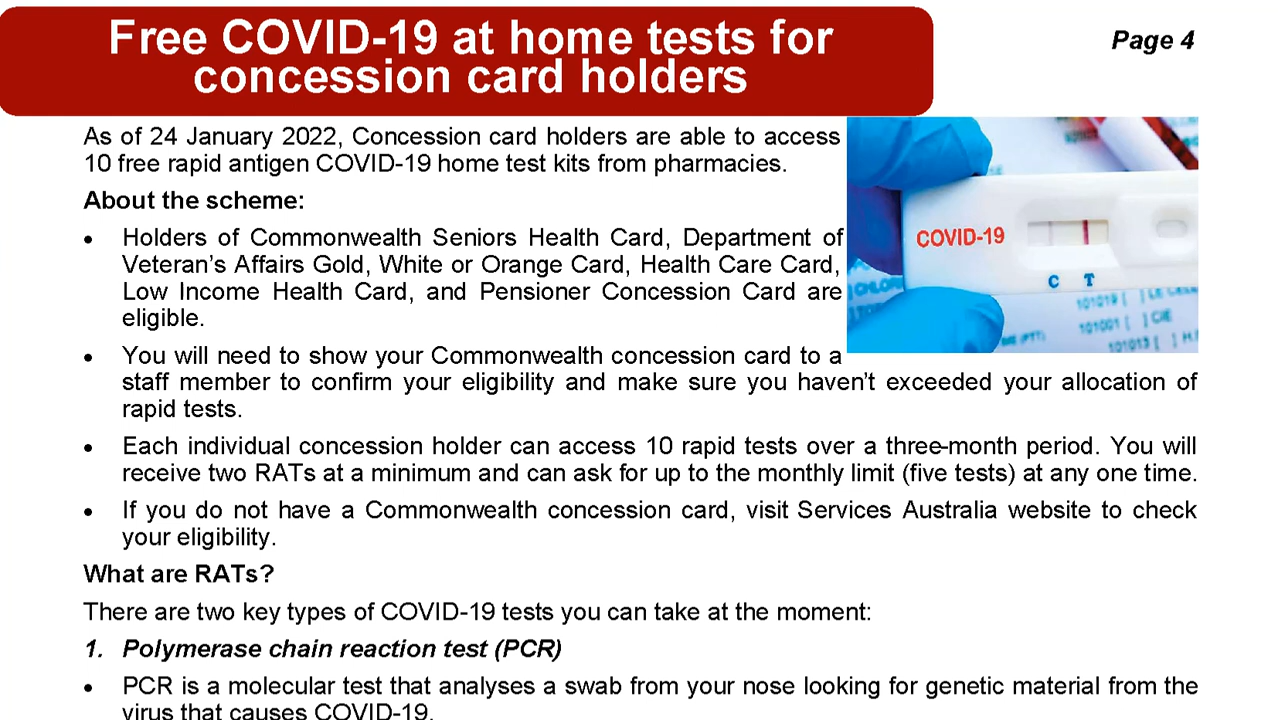 Free COVID-19 at home tests for
concession card holders
Page 4
As of 24 January 2022, Concession card holders are able to access
10 free rapid antigen COVID-19 home test kits from pharmacies.
About the scheme:
• Holders of Commonwealth Seniors Health Card, Department of
Veteran's Affairs Gold, White or Orange Card, Health Care Card,
Low Income Health Card, and Pensioner Concession Card are
eligible.
• You will need to show your Commonwealth concession card to a
staff member to confirm your eligibility and make sure you haven't exceeded your allocation of
rapid tests.
• Each individual concession holder can access 10 rapid tests over a three-month period. You will
receive two RATs at a minimum and can ask for up to the monthly limit (five tests) at any one time.
• If you do not have a Commonwealth concession card, visit Services Australia website to check
your eligibility.
What are RATs?
There are two key types of COVID-19 tests you can take at the moment:
1. Polymerase chain reaction test (PCR)
• PCR is a molecular test that analyses a swab from your nose looking for genetic material from the
virus that causes COVID-19.
COVID-19
C T
101019 [ ]
101001 [ ] CIE
101013 [ ]